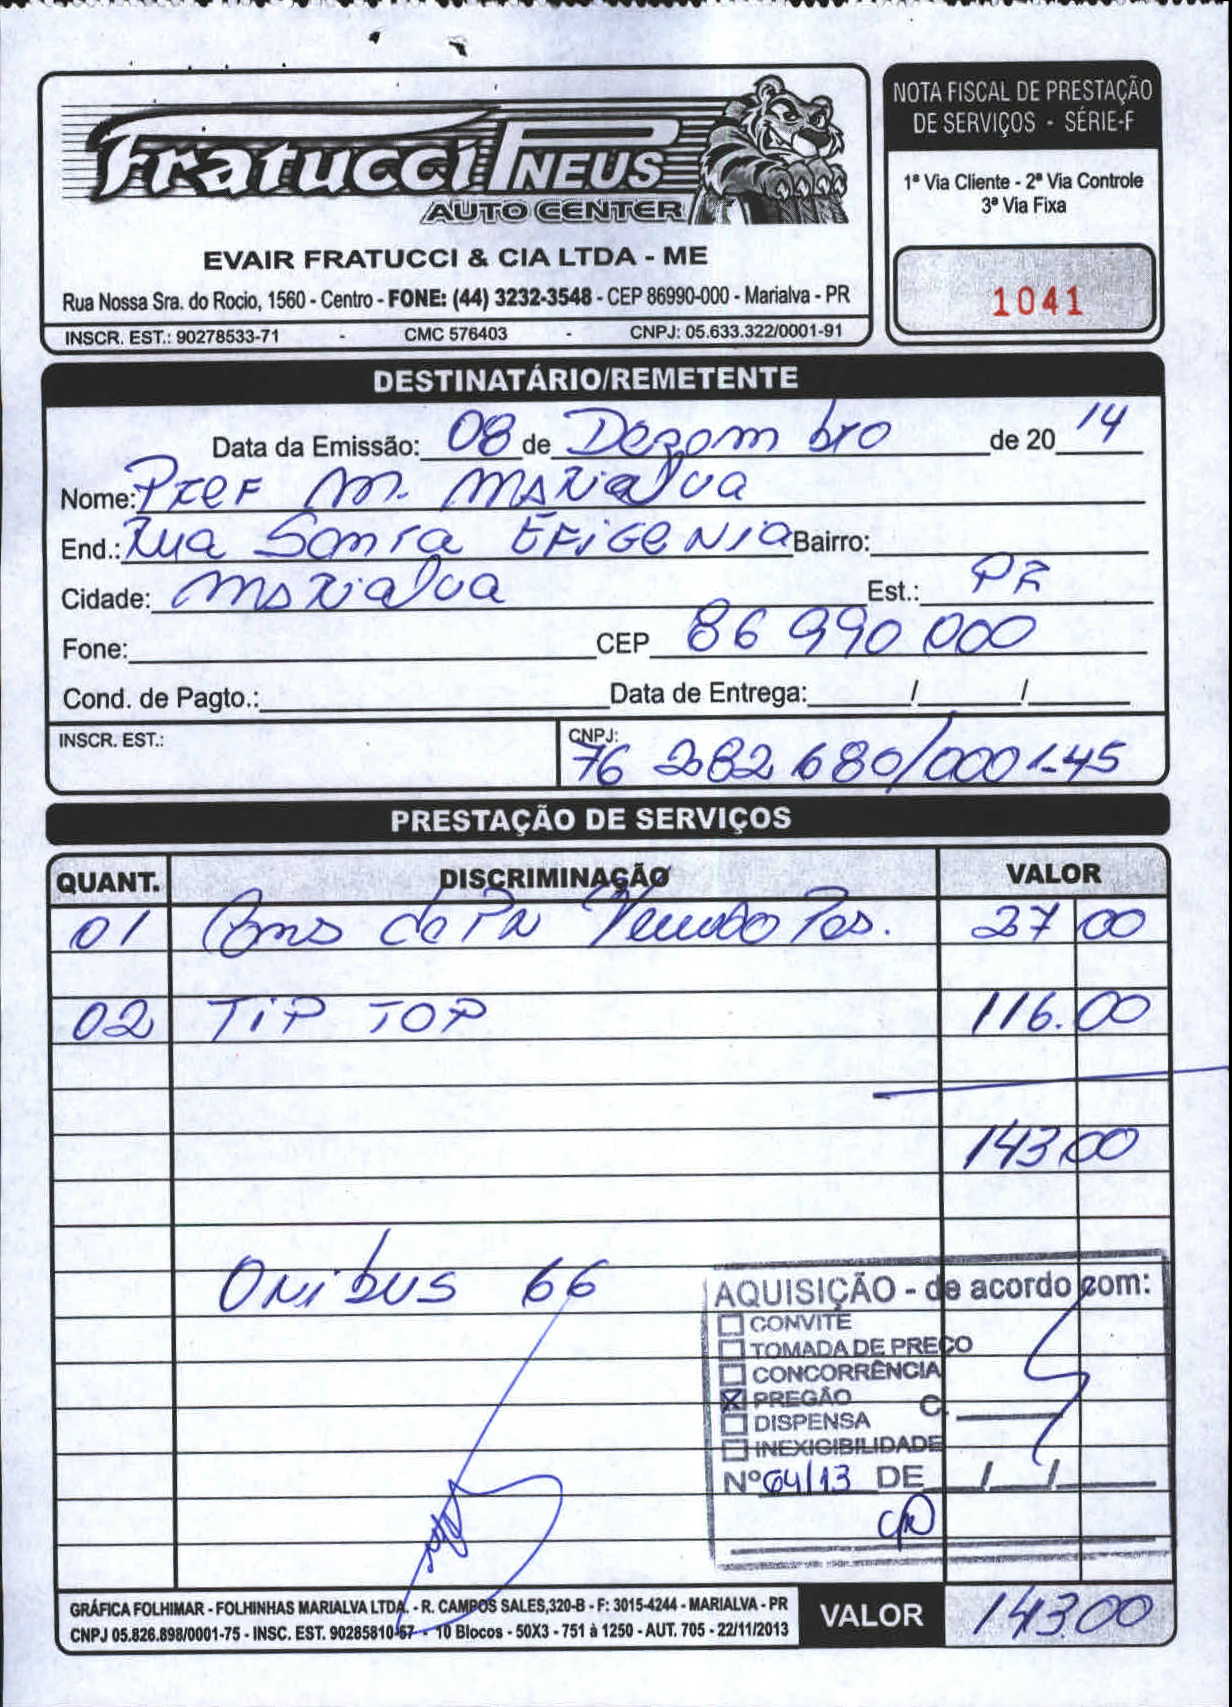 Fratucci PNEUS
AUTO CENTER
EVAIR FRATUCCI & CIA LTDA - ME
Rua Nossa Sra. do Rocio, 1560 - Centro - FONE: (44) 3232-3548 - CEP 86990-000 - Marialva - PR
INSCR. EST.: 90278533-71 - CMC 576403 - CNPJ: 05.633.322/0001-91
NOTA FISCAL DE PRESTAÇÃO
DE SERVIÇOS - SÉRIE-F
1ª Via Cliente - 2ª Via Controle
3ª Via Fixa
1041
DESTINATÁRIO/REMETENTE
Data da Emissão: 08 de Dezembro de 2014
Nome: Pref M. Marialva
End.: Rua Santa Efigenia Bairro:
Cidade: Marialva Est.: PR
Fone: CEP 86 990 000
Cond. de Pagto.: Data de Entrega: / /
INSCR. EST.: CNPJ: 76 282 680/0001-45
PRESTAÇÃO DE SERVIÇOS
QUANT. DISCRIMINAÇÃO VALOR
01 Cons de PN 27 00
02 TIP TOP 116.00
143,00
Onibus 66
AQUISIÇÃO - de acordo com:
CONVITE
TOMADA DE PREÇO
CONCORRÊNCIA
X PREGÃO
DISPENSA
INEXIGIBILIDADE
Nº 64/13 DE / /
GRÁFICA FOLHIMAR - FOLHINHAS MARIALVA LTDA. - R. CAMPOS SALES,320-B - F: 3015-4244 - MARIALVA - PR
CNPJ 05.826.898/0001-75 - INSC. EST. 90285810-67 - 10 Blocos - 50X3 - 751 à 1250 - AUT. 705 - 22/11/2013
VALOR 143.00